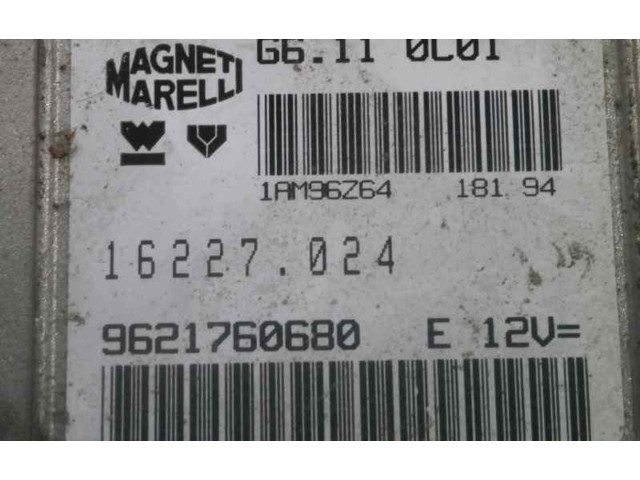 MAGNETI
MARELLI
G6.11 0L01
1AM96Z64 181 94
16227.024
9621760680 E 12V=